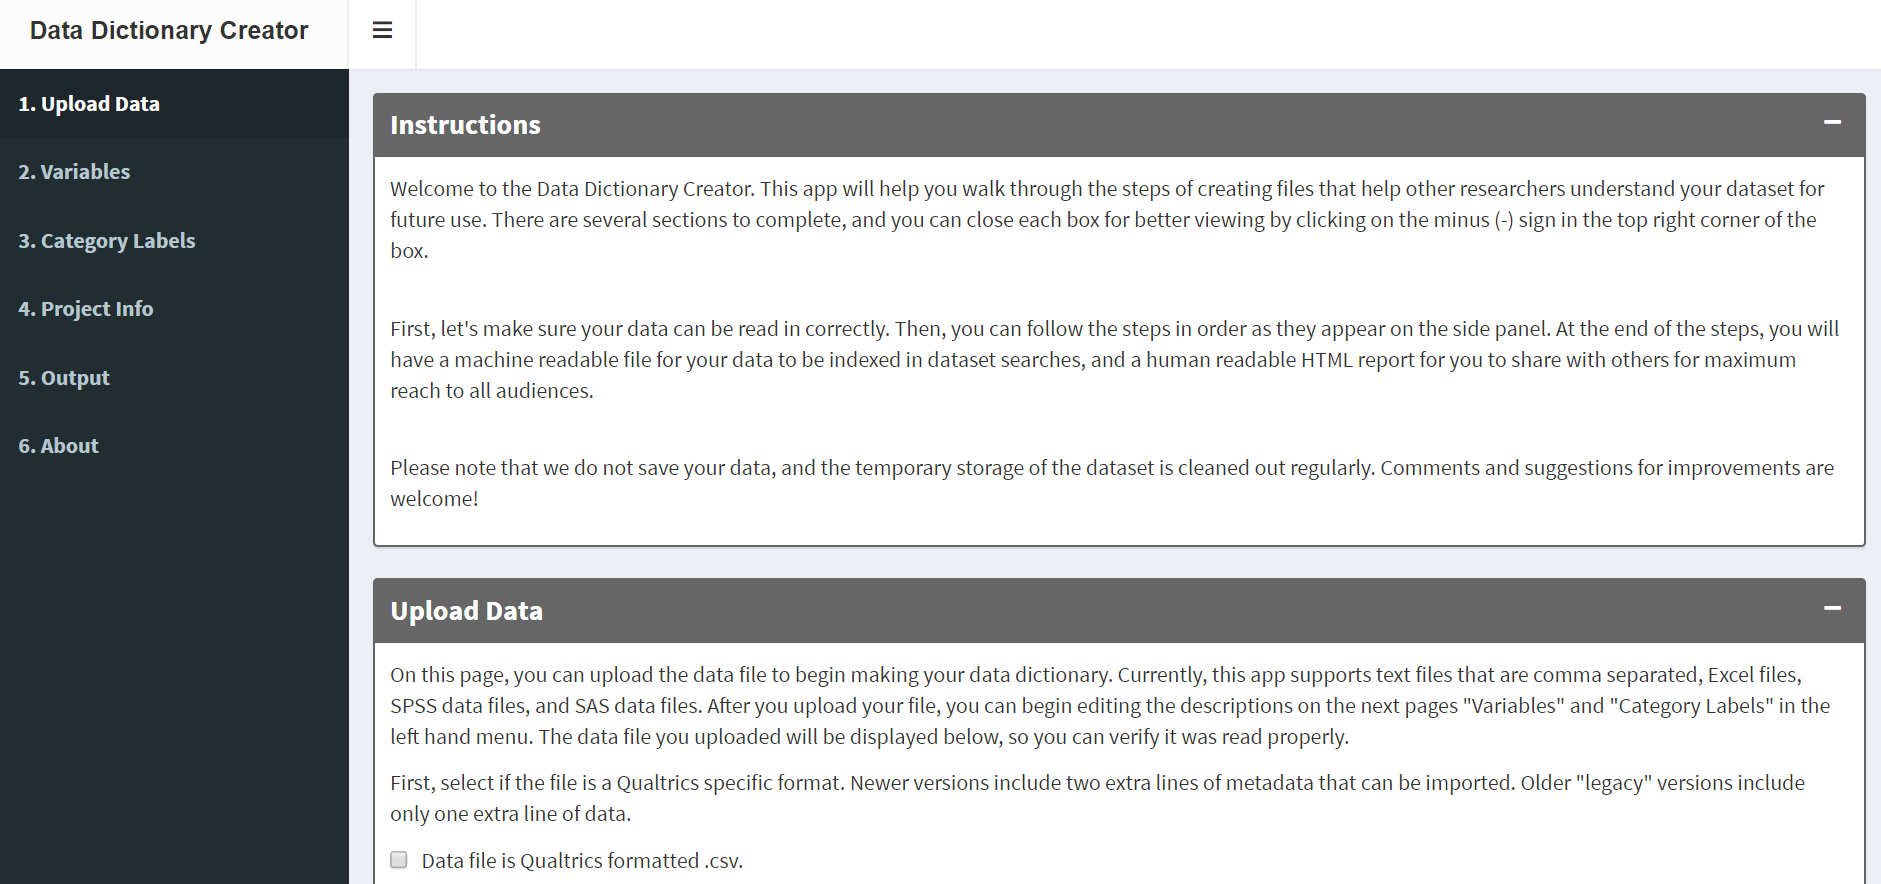 Data Dictionary Creator
1. Upload Data
2. Variables
3. Category Labels
4. Project Info
5. Output
6. About
Instructions
Welcome to the Data Dictionary Creator. This app will help you walk through the steps of creating files that help other researchers understand your dataset for
future use. There are several sections to complete, and you can close each box for better viewing by clicking on the minus (-) sign in the top right corner of the
box.
First, let's make sure your data can be read in correctly. Then, you can follow the steps in order as they appear on the side panel. At the end of the steps, you will
have a machine readable file for your data to be indexed in dataset searches, and a human readable HTML report for you to share with others for maximum
reach to all audiences.
Please note that we do not save your data, and the temporary storage of the dataset is cleaned out regularly. Comments and suggestions for improvements are
welcome!
Upload Data
On this page, you can upload the data file to begin making your data dictionary. Currently, this app supports text files that are comma separated, Excel files,
SPSS data files, and SAS data files. After you upload your file, you can begin editing the descriptions on the next pages "Variables" and "Category Labels" in the
left hand menu. The data file you uploaded will be displayed below, so you can verify it was read properly.
First, select if the file is a Qualtrics specific format. Newer versions include two extra lines of metadata that can be imported. Older "legacy" versions include
only one extra line of data.
Data file is Qualtrics formatted .csv.